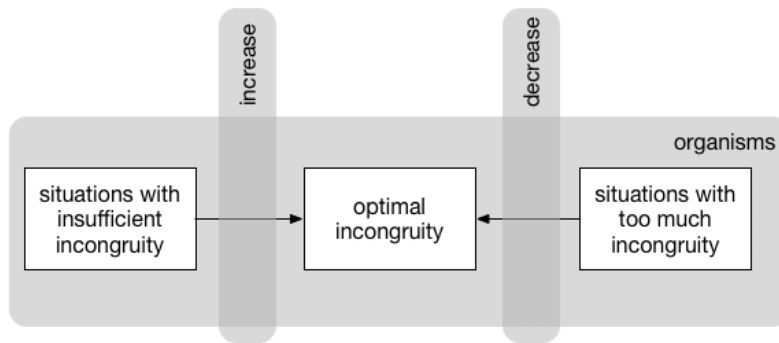 increase
decrease
organisms
situations with
insufficient
incongruity
optimal
incongruity
situations with
too much
incongruity